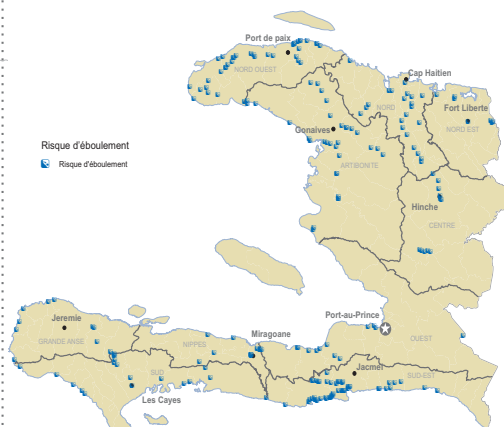 Port de paix
NORD OUEST
Cap Haitien
NORD
Fort Liberte
NORD EST
Gonaives
Risque d'éboulement
Risque d'éboulement
ARTIBONITE
Hinche
CENTRE
Port-au-Prince
Jeremie
Miragoane
OUEST
GRANDE ANSE
NIPPES
Jacmel
SUD
SUD-EST
Les Cayes